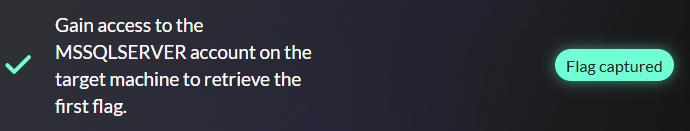 Gain access to the
MSSQLSERVER account on the
target machine to retrieve the
first flag.
Flag captured